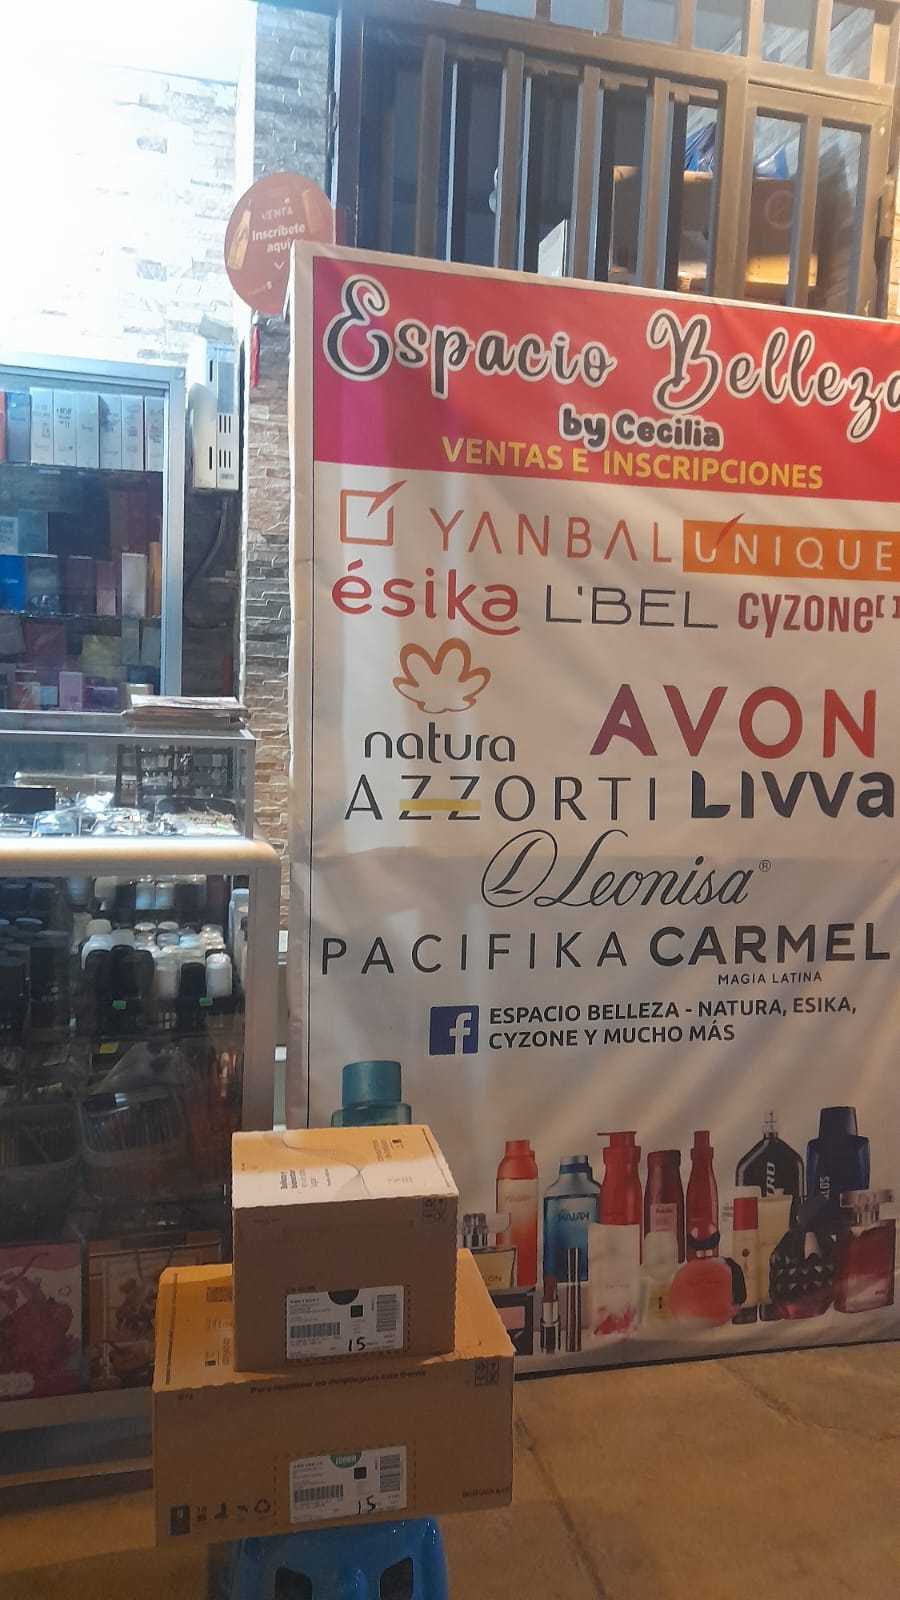 VENTA
Inscríbete
aquí
Espacio Belleza
by Cecilia
VENTAS E INSCRIPCIONES
YANBAL ÚNIQUE
ésika L'BEL CYZONE
natura AVON
AZZORTI LIVVA
Leonisa®
PACIFIKA CARMEL
MAGIA LATINA
ESPACIO BELLEZA - NATURA, ESIKA,
CYZONE Y MUCHO MÁS
15
15